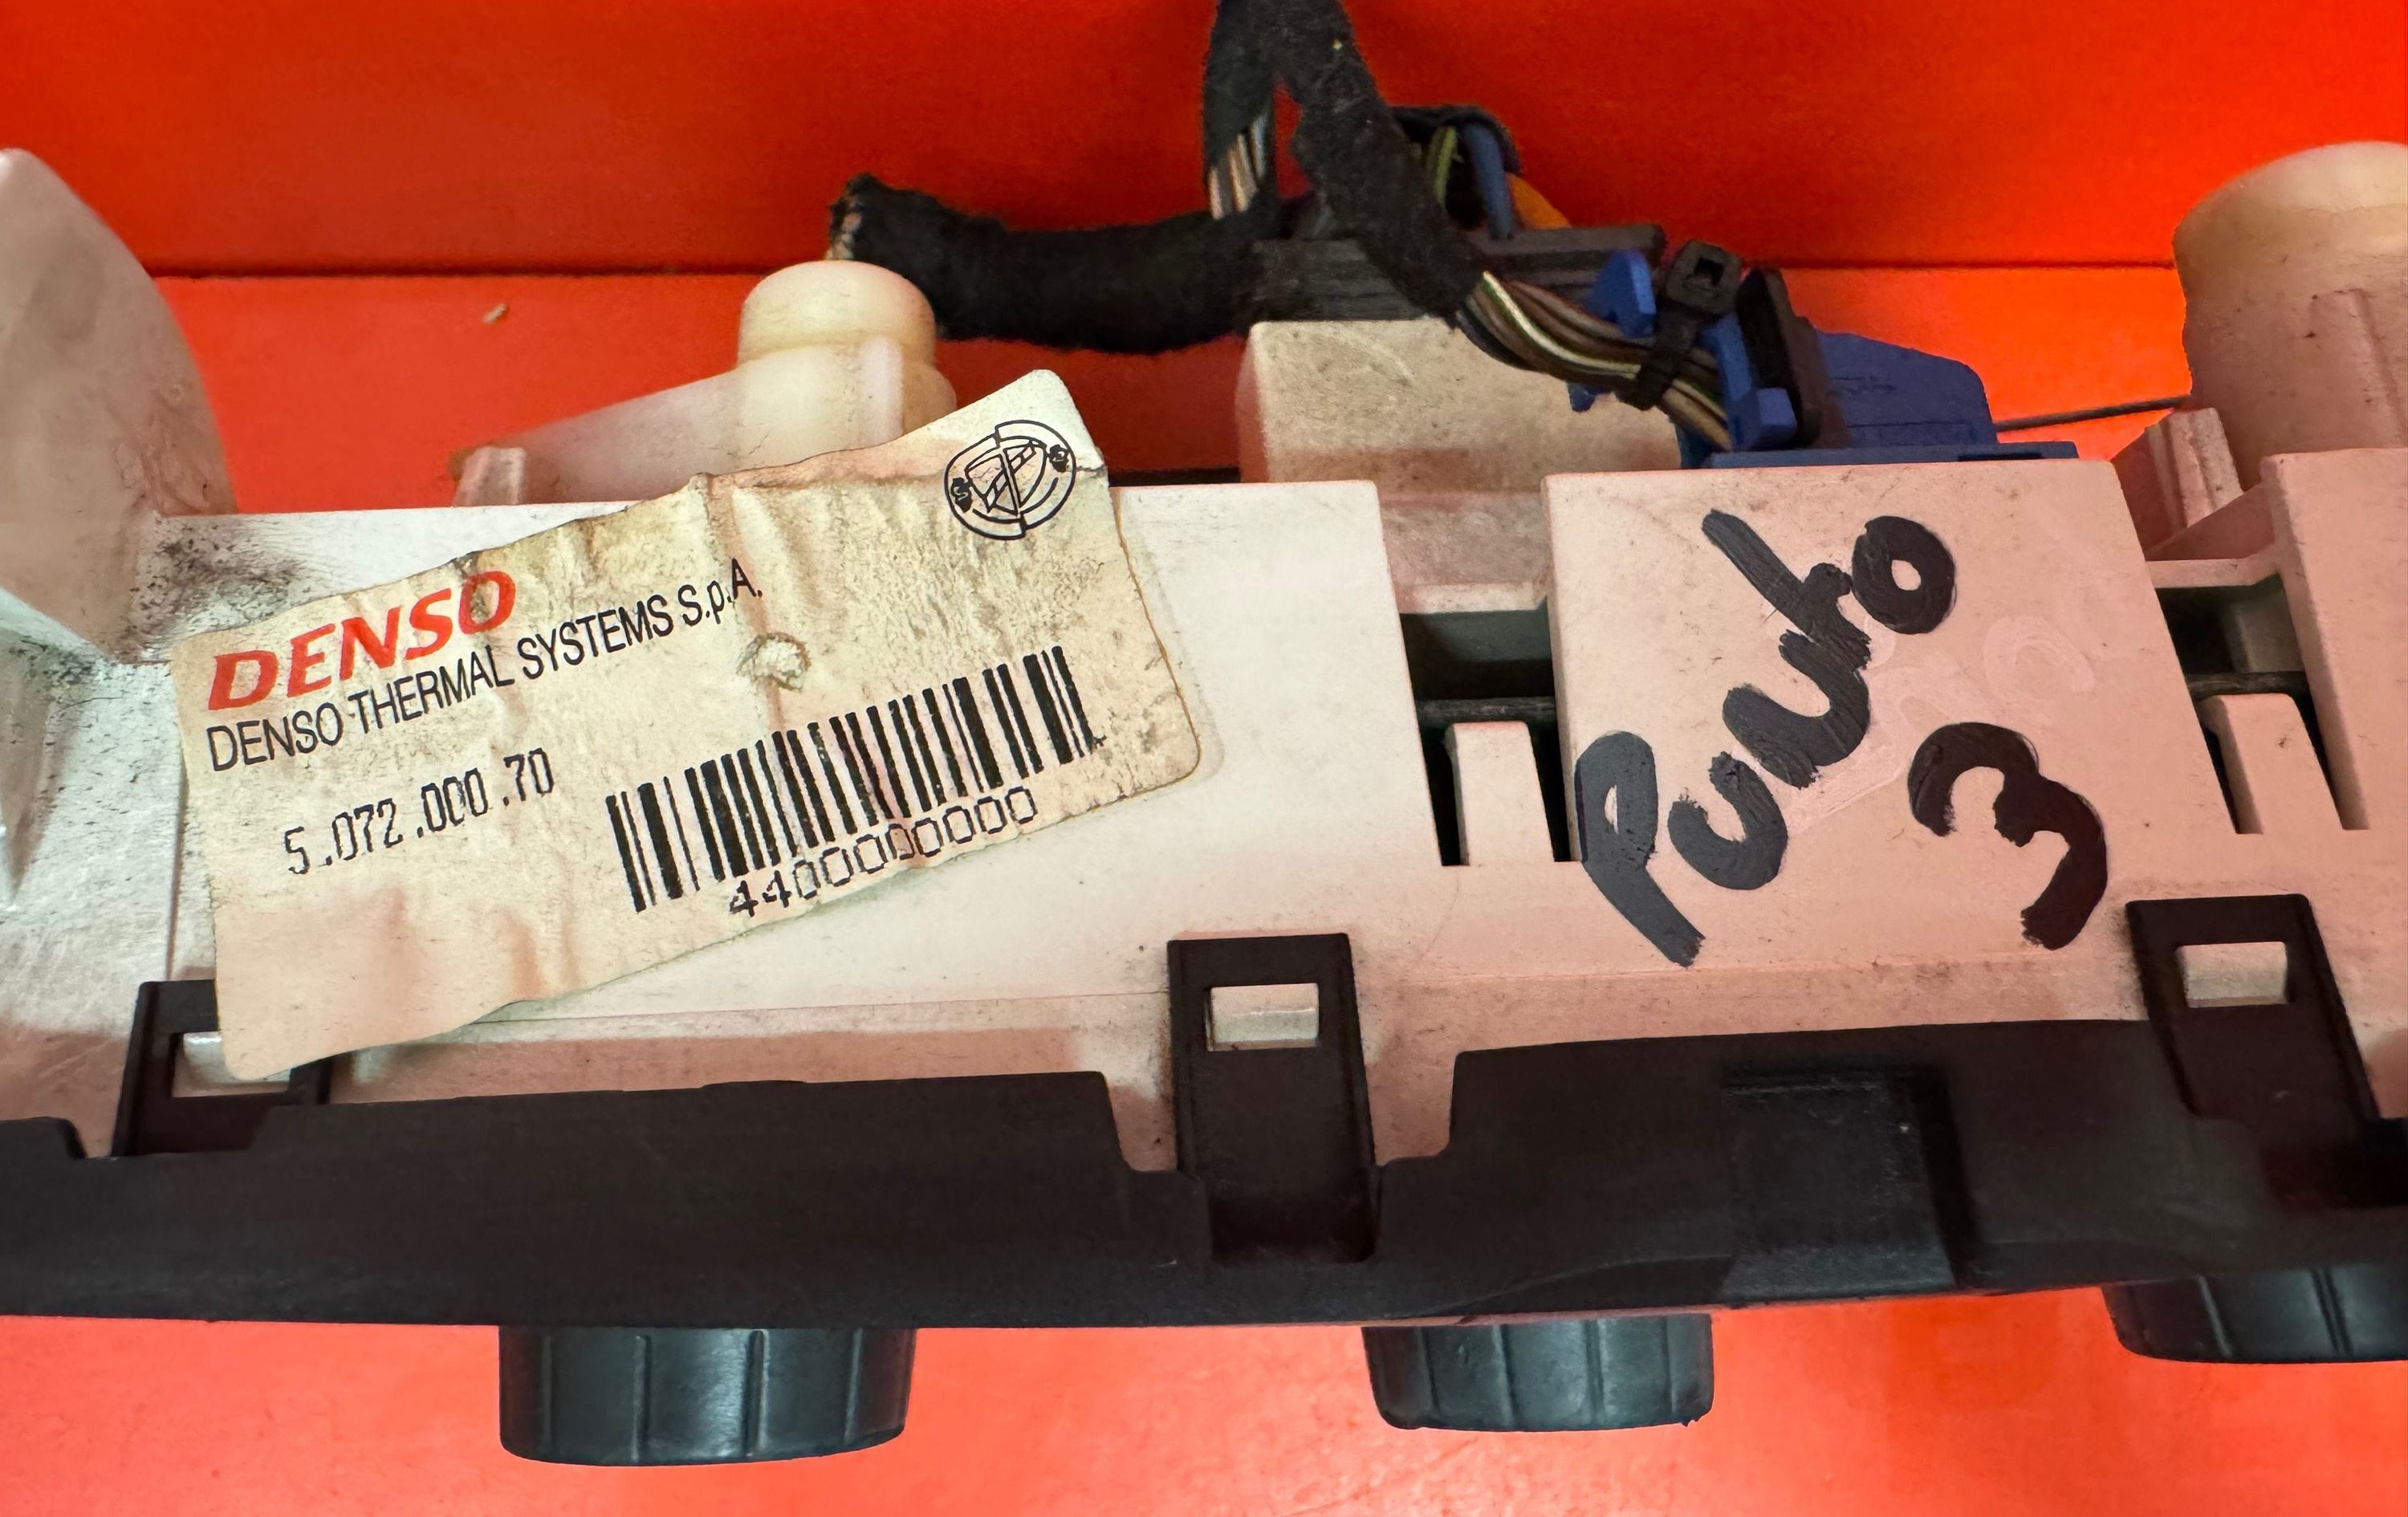 DENSO
DENSO THERMAL SYSTEMS S.p.A.
5.072.000.70
4400000000
Punto
3